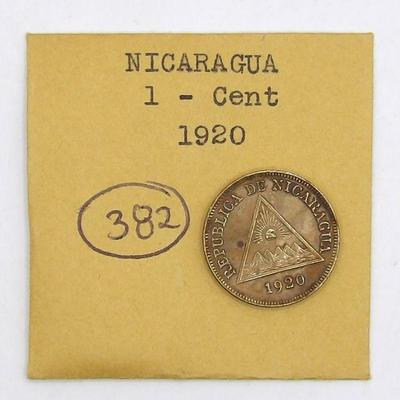 NICARAGUA
1 - Cent
1920
382
REPUBLICA DE NICARAGUA
1920